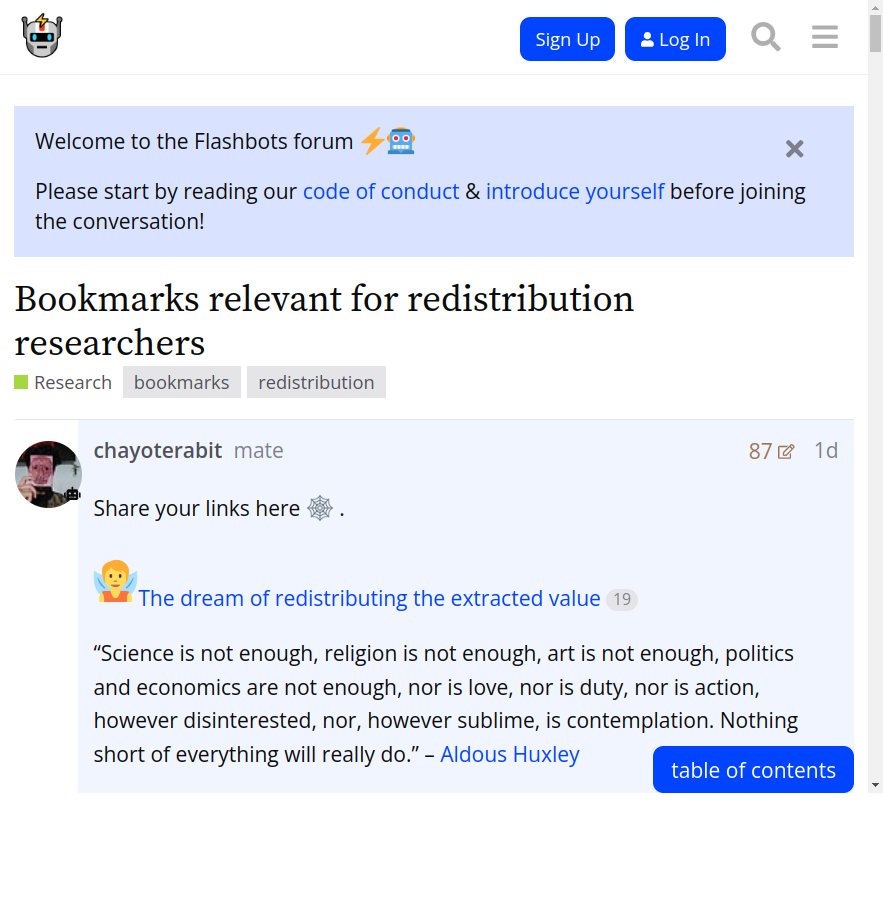 Sign Up
Log In
Welcome to the Flashbots forum
Please start by reading our code of conduct & introduce yourself before joining
the conversation!
Bookmarks relevant for redistribution
researchers
Research bookmarks redistribution
chayoterabit mate 87 1d
Share your links here .
The dream of redistributing the extracted value 19
“Science is not enough, religion is not enough, art is not enough, politics
and economics are not enough, nor is love, nor is duty, nor is action,
however disinterested, nor, however sublime, is contemplation. Nothing
short of everything will really do.” – Aldous Huxley
table of contents